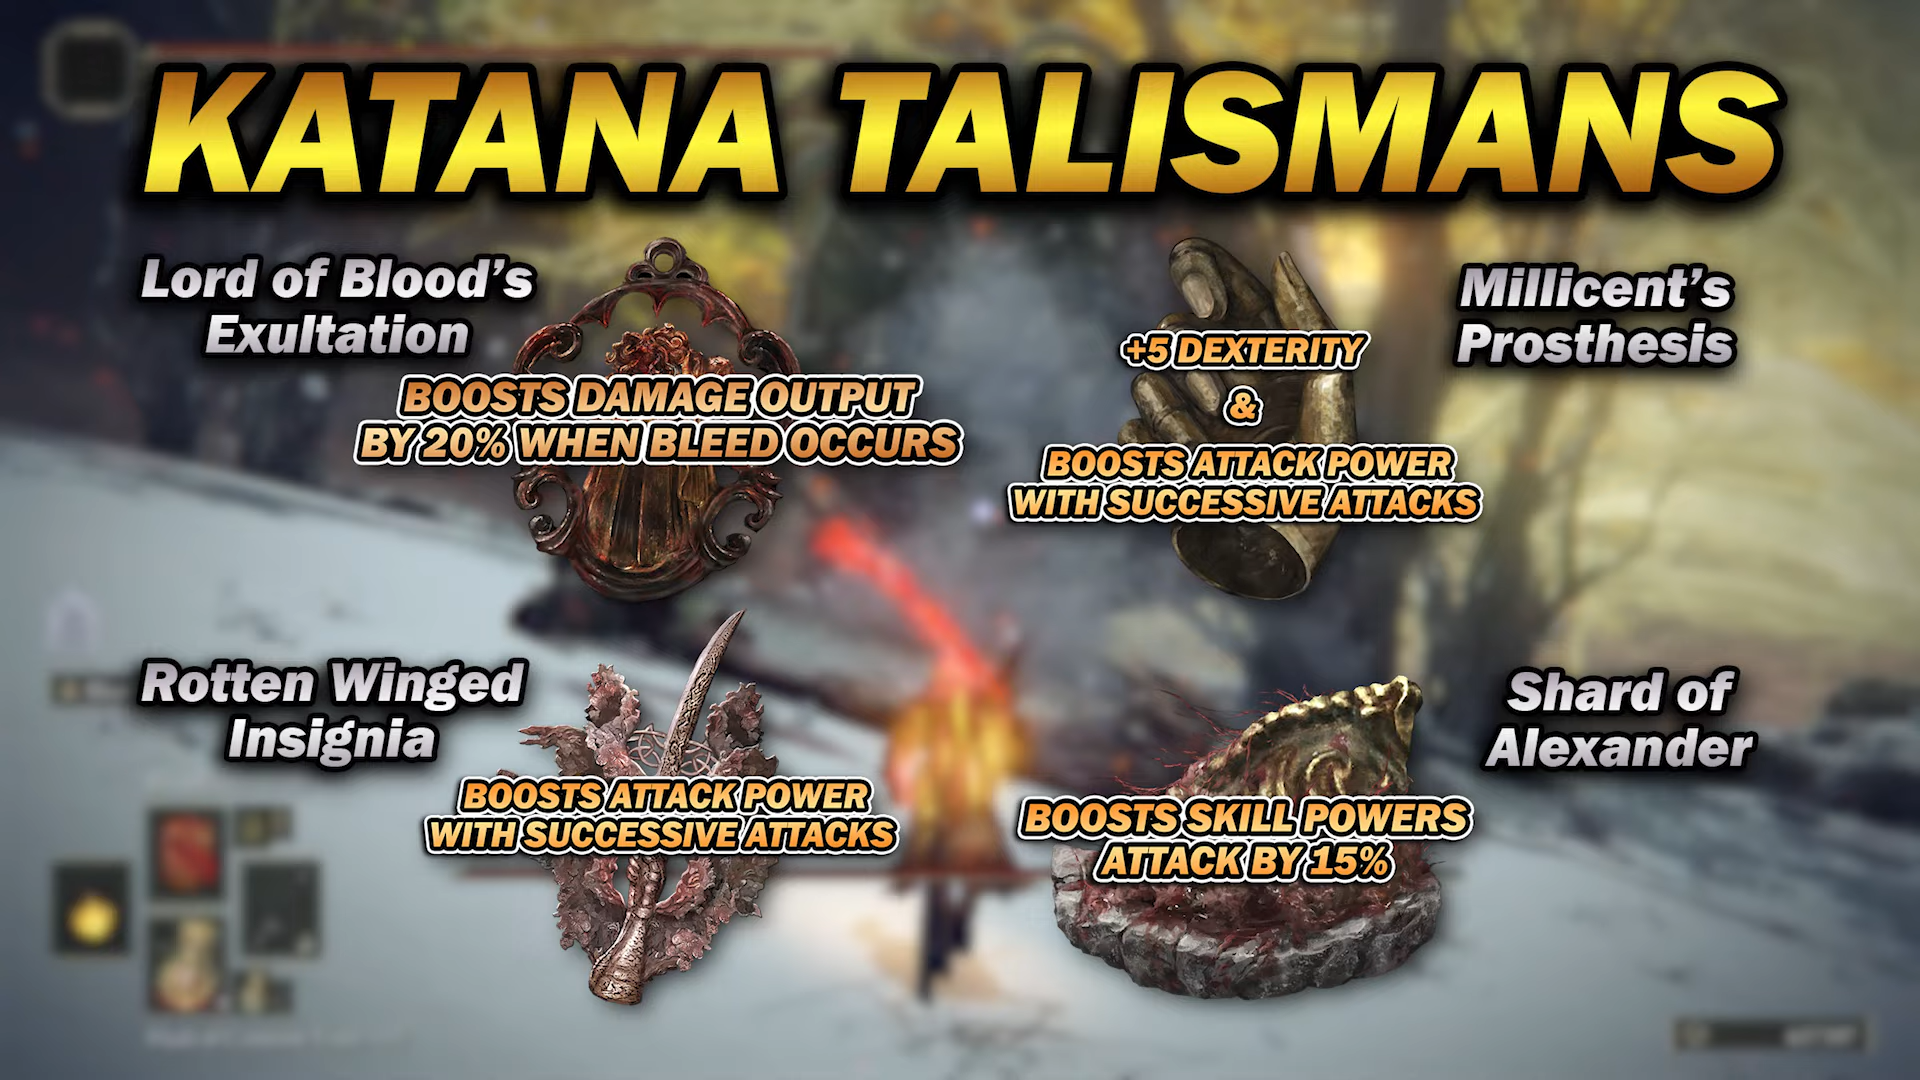 KATANA TALISMANS
Lord of Blood's
Exultation
BOOSTS DAMAGE OUTPUT
BY 20% WHEN BLEED OCCURS
Millicent's
Prosthesis
+5 DEXTERITY
&
BOOSTS ATTACK POWER
WITH SUCCESSIVE ATTACKS
Rotten Winged
Insignia
BOOSTS ATTACK POWER
WITH SUCCESSIVE ATTACKS
Shard of
Alexander
BOOSTS SKILL POWERS
ATTACK BY 15%